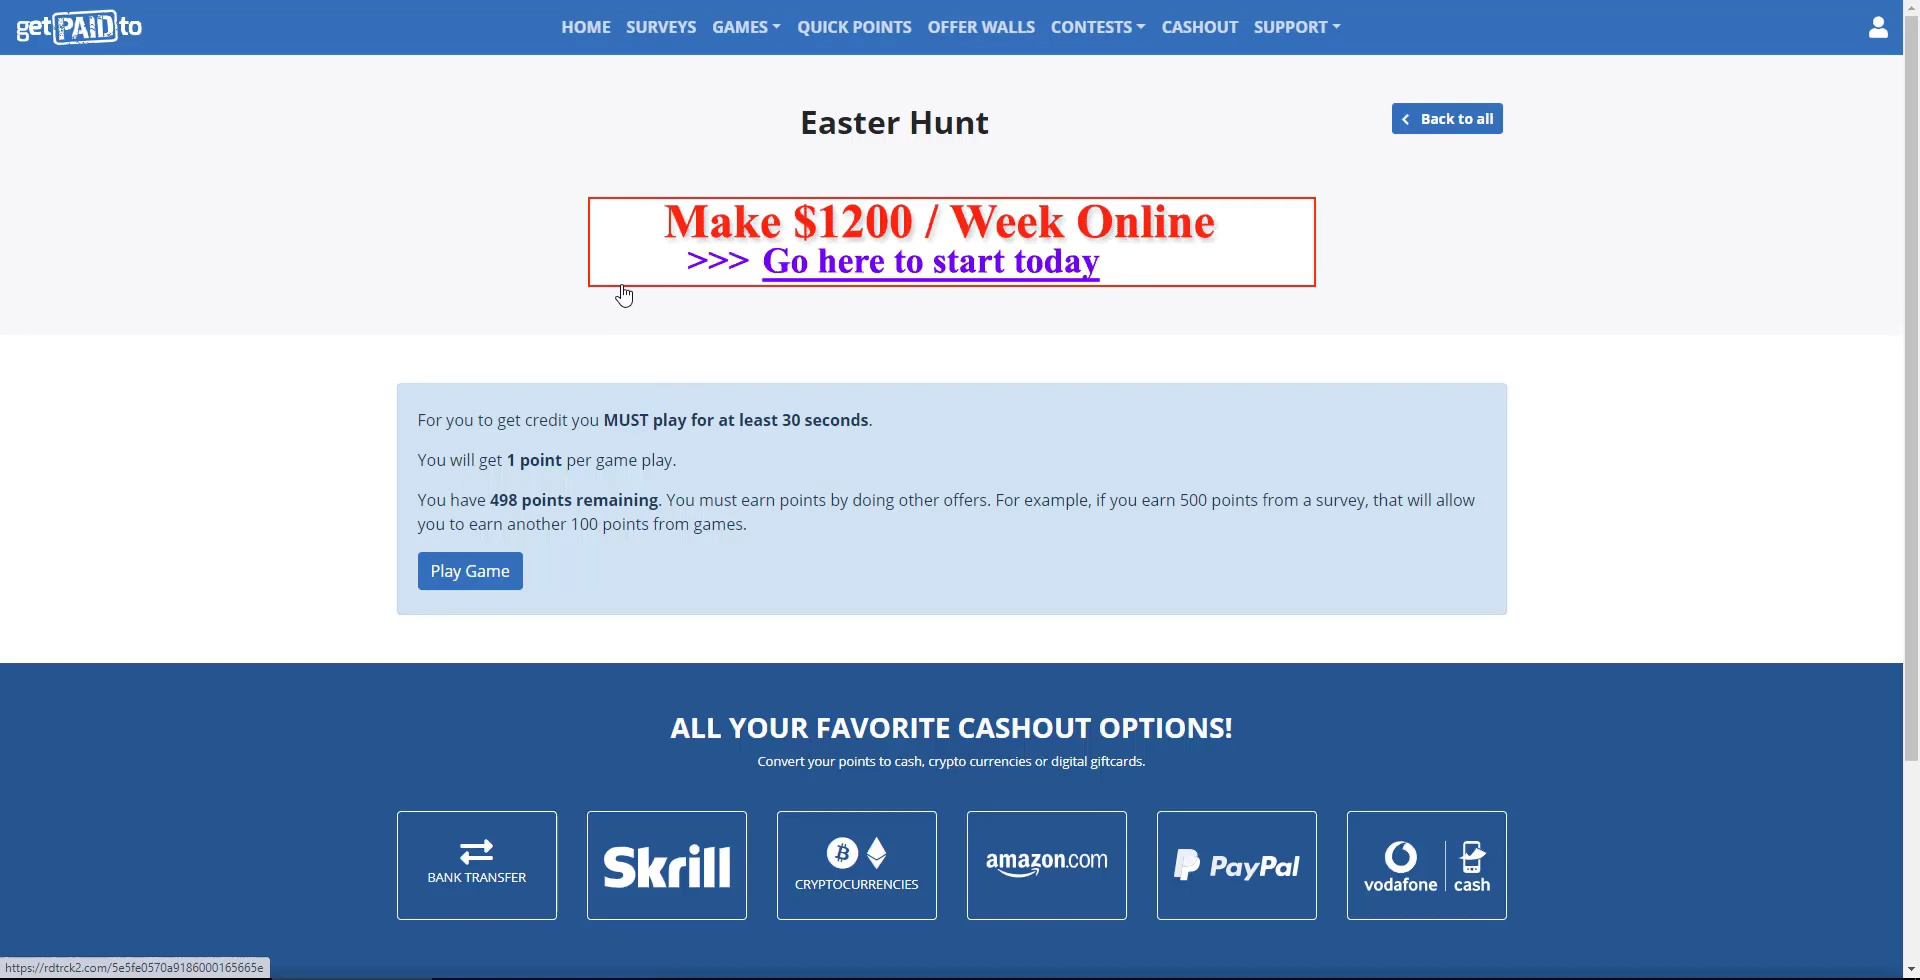 getPAIDto
HOME SURVEYS GAMES QUICK POINTS OFFER WALLS CONTESTS CASHOUT SUPPORT
Easter Hunt
Back to all
Make $1200 / Week Online
>>> Go here to start today
For you to get credit you MUST play for at least 30 seconds.
You will get 1 point per game play.
You have 498 points remaining. You must earn points by doing other offers. For example, if you earn 500 points from a survey, that will allow
you to earn another 100 points from games.
Play Game
ALL YOUR FAVORITE CASHOUT OPTIONS!
Convert your points to cash, crypto currencies or digital giftcards.
BANK TRANSFER
Skrill
CRYPTOCURRENCIES
amazon.com
PayPal
vodafone cash
https://rdtrck2.com/5e5fe0570a9186000165665e